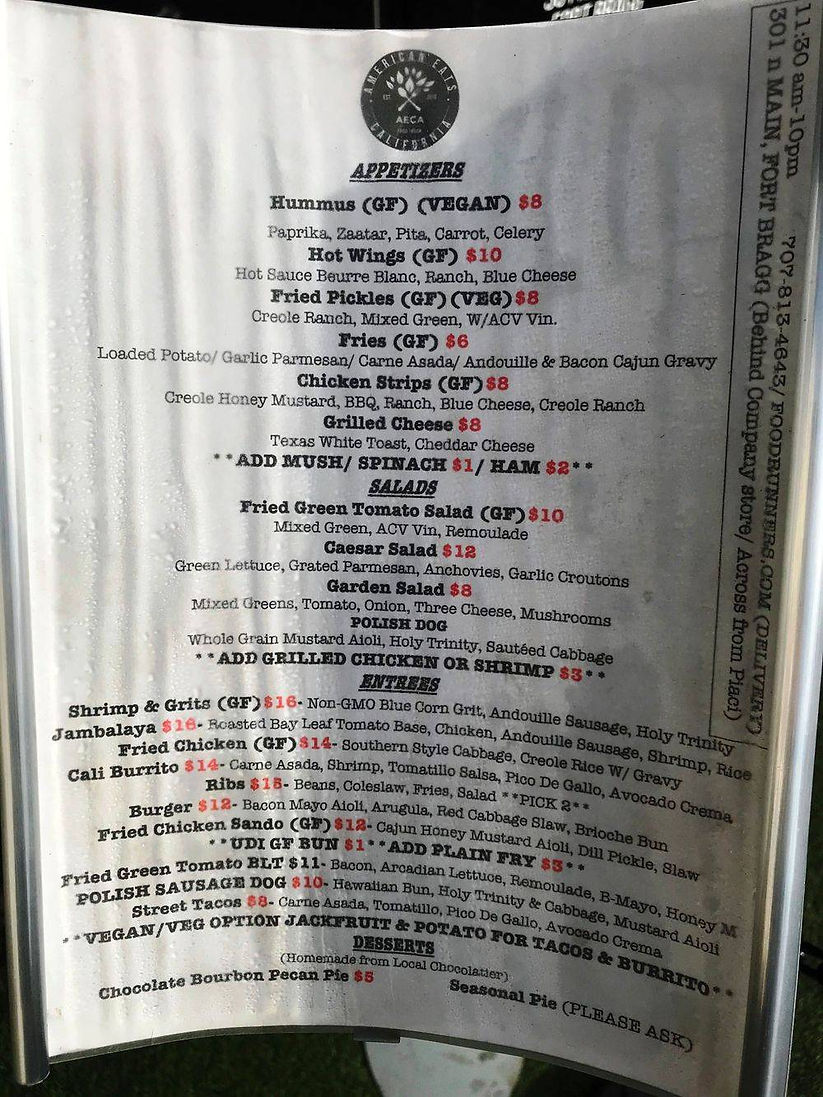 AMERICAN EATS
EST.
AECA
FOOD TRUCK
CALIFORNIA
APPETIZERS
Hummus (GF) (VEGAN) $8
Paprika, Zaatar, Pita, Carrot, Celery
Hot Wings (GF) $10
Hot Sauce Beurre Blanc, Ranch, Blue Cheese
Fried Pickles (GF) (VEG) $8
Creole Ranch, Mixed Green, W/ACV Vin.
Fries (GF) $6
Loaded Potato/ Garlic Parmesan/ Carne Asada/ Andouille & Bacon Cajun Gravy
Chicken Strips (GF) $8
Creole Honey Mustard, BBQ, Ranch, Blue Cheese, Creole Ranch
Grilled Cheese $8
Texas White Toast, Cheddar Cheese
**ADD MUSH/ SPINACH $1/ HAM $2**
SALADS
Fried Green Tomato Salad (GF) $10
Mixed Green, ACV Vin, Remoulade
Caesar Salad $12
Green Lettuce, Grated Parmesan, Anchovies, Garlic Croutons
Garden Salad $8
Mixed Greens, Tomato, Onion, Three Cheese, Mushrooms
POLISH DOG
Whole Grain Mustard Aioli, Holy Trinity, Sautéed Cabbage
**ADD GRILLED CHICKEN OR SHRIMP $3**
ENTREES
Shrimp & Grits (GF) $16- Non-GMO Blue Corn Grit, Andouille Sausage, Holy Trinity
Jambalaya $16- Roasted Bay Leaf Tomato Base, Chicken, Andouille Sausage, Shrimp, Rice
Fried Chicken (GF) $14- Southern Style Cabbage, Creole Rice W/ Gravy
Cali Burrito $14- Carne Asada, Shrimp, Tomatillo Salsa, Pico De Gallo, Avocado Crema
Ribs $15- Beans, Coleslaw, Fries, Salad **PICK 2**
Burger $12- Bacon Mayo Aioli, Arugula, Red Cabbage Slaw, Brioche Bun
Fried Chicken Sando (GF) $12- Cajun Honey Mustard Aioli, Dill Pickle, Slaw
**UDI GF BUN $1**ADD PLAIN FRY $3**
Fried Green Tomato BLT $11- Bacon, Arcadian Lettuce, Remoulade, B-Mayo, Honey M
POLISH SAUSAGE DOG $10- Hawaiian Bun, Holy Trinity & Cabbage, Mustard Aioli
Street Tacos $8- Carne Asada, Tomatillo, Pico De Gallo, Avocado Crema
**VEGAN/VEG OPTION JACKFRUIT & POTATO FOR TACOS & BURRITO**
DESSERTS
(Homemade from Local Chocolatier)
Chocolate Bourbon Pecan Pie $5
Seasonal Pie (PLEASE ASK)
11:30 am-10pm 707-813-4643/ FOODRUNNERS.COM (DELIVERY)
301 n MAIN, FORT BRAGG (Behind Company store/ Across from Piaci)